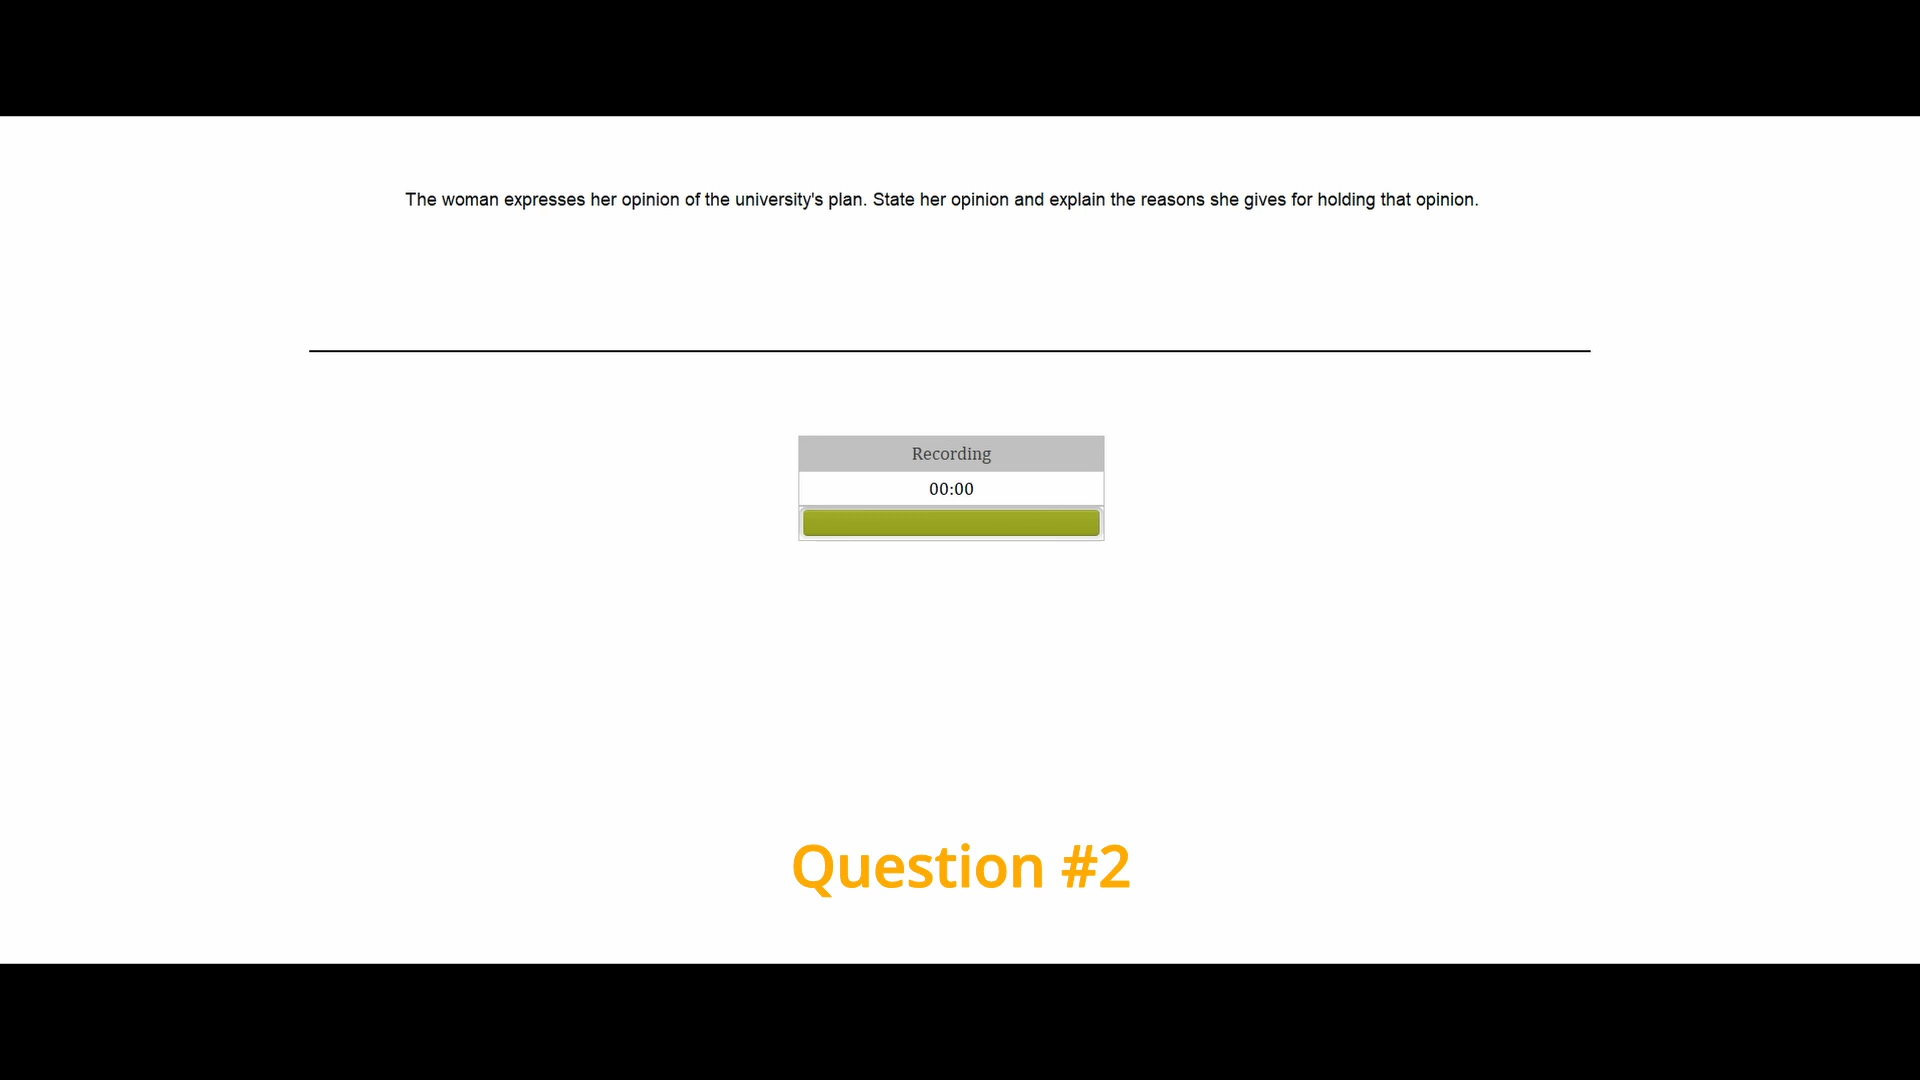 The woman expresses her opinion of the university's plan. State her opinion and explain the reasons she gives for holding that opinion.
Recording
00:00
Question #2